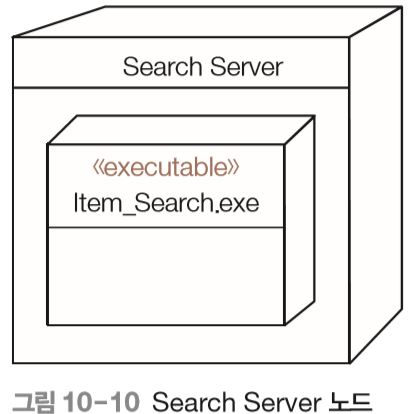 Search Server
《executable》
Item_Search.exe
그림 10-10 Search Server 노드